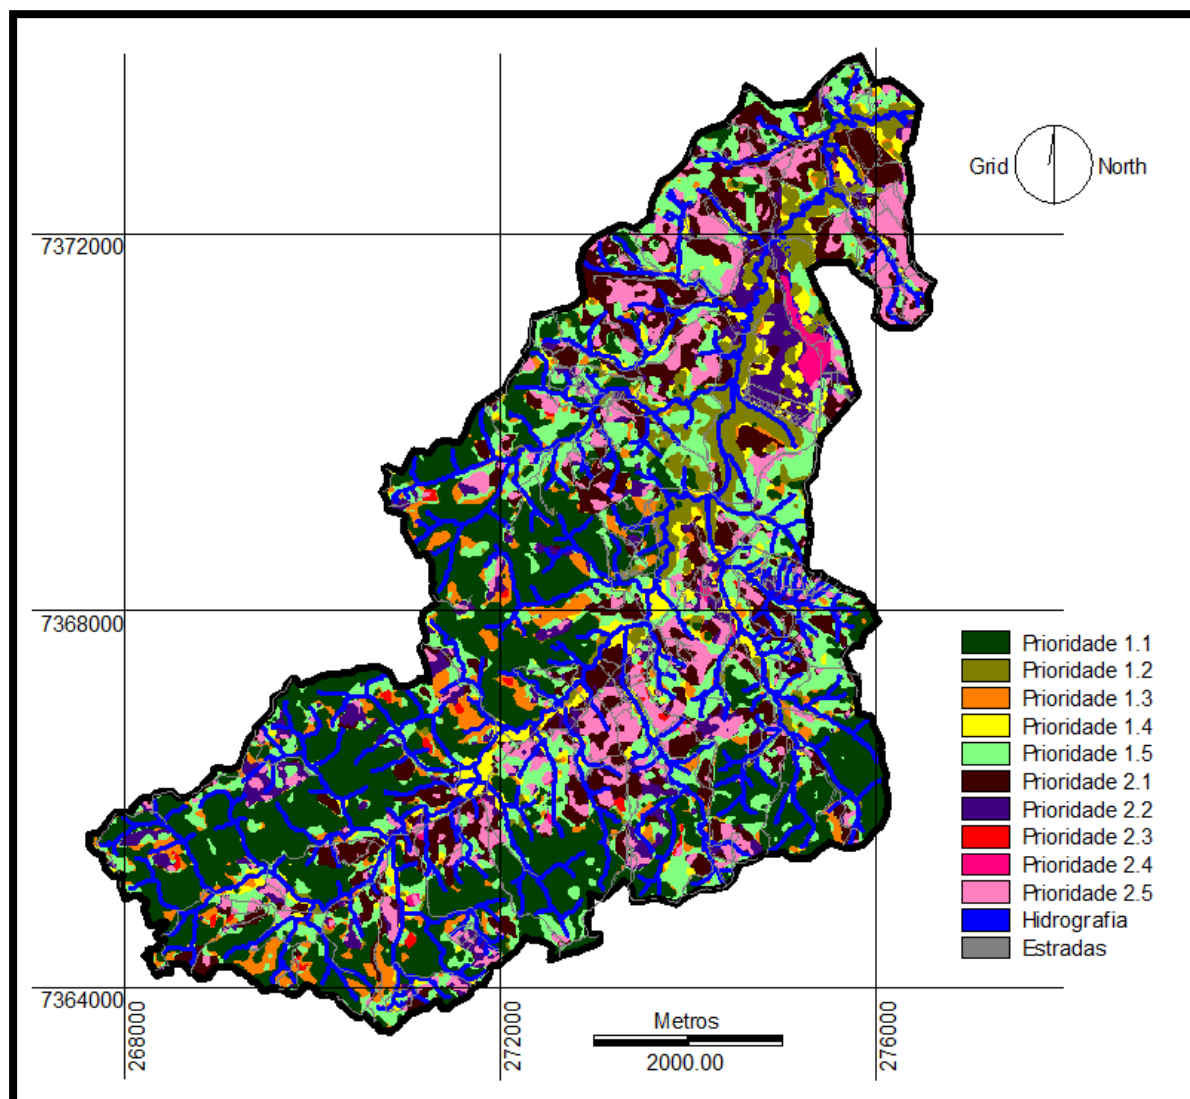 Grid North
7372000
7368000
Prioridade 1.1
Prioridade 1.2
Prioridade 1.3
Prioridade 1.4
Prioridade 1.5
Prioridade 2.1
Prioridade 2.2
Prioridade 2.3
Prioridade 2.4
Prioridade 2.5
Hidrografia
Estradas
7364000
268000
272000
276000
Metros
2000.00